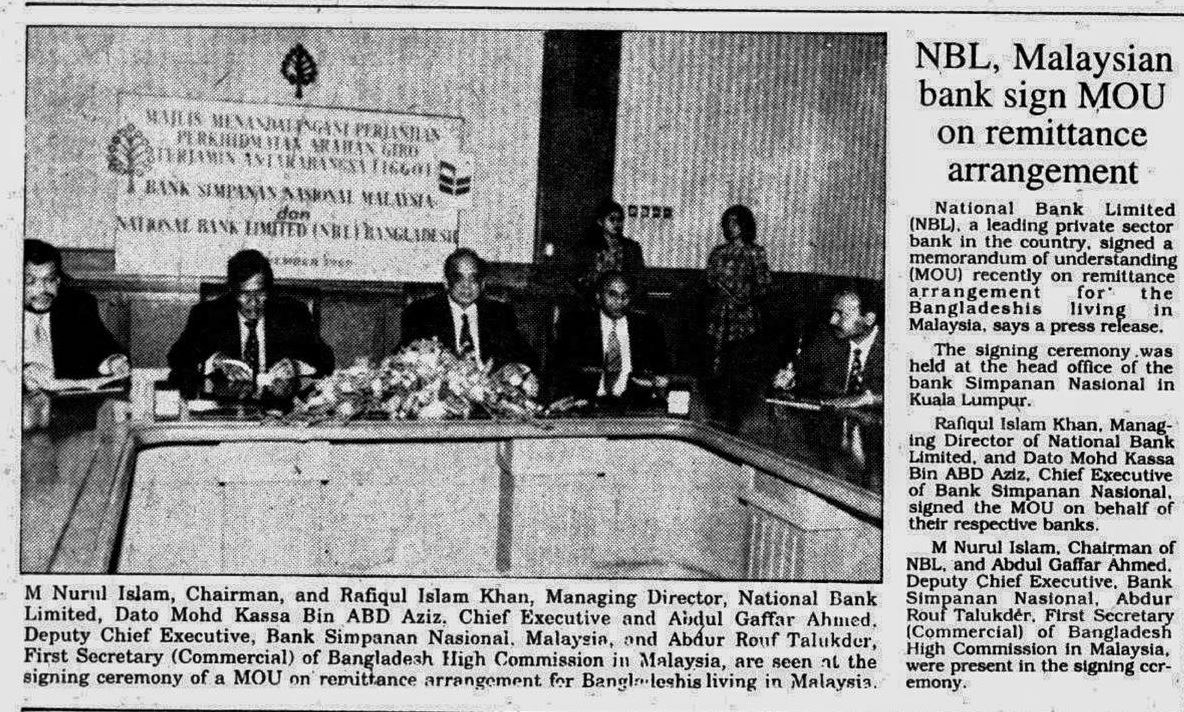 MAJLIS MENANDATANGANI PERJANJIAN
PERKHIDMATAN ARAHAN GIRO
TERJAMIN ANTARABANGSA (IGGO)
BANK SIMPANAN NASIONAL MALAYSIA
dan
NATIONAL BANK LIMITED (NBL) BANGLADESH
M Nurul Islam, Chairman, and Rafiqul Islam Khan, Managing Director, National Bank
Limited, Dato Mohd Kassa Bin ABD Aziz, Chief Executive and Abdul Gaffar Ahmed,
Deputy Chief Executive, Bank Simpanan Nasional, Malaysia, and Abdur Rouf Talukder,
First Secretary (Commercial) of Bangladesh High Commission in Malaysia, are seen at the
signing ceremony of a MOU on remittance arrangement for Bangladeshis living in Malaysia.
NBL, Malaysian
bank sign MOU
on remittance
arrangement
National Bank Limited
(NBL), a leading private sector
bank in the country, signed a
memorandum of understanding
(MOU) recently on remittance
arrangement for the
Bangladeshis living in
Malaysia, says a press release.
The signing ceremony was
held at the head office of the
bank Simpanan Nasional in
Kuala Lumpur.
Rafiqul Islam Khan, Manag-
ing Director of National Bank
Limited, and Dato Mohd Kassa
Bin ABD Aziz, Chief Executive
of Bank Simpanan Nasional,
signed the MOU on behalf of
their respective banks.
M Nurul Islam, Chairman of
NBL, and Abdul Gaffar Ahmed,
Deputy Chief Executive, Bank
Simpanan Nasional, Abdur
Rouf Talukder, First Secretary
(Commercial) of Bangladesh
High Commission in Malaysia,
were present in the signing cer-
emony.